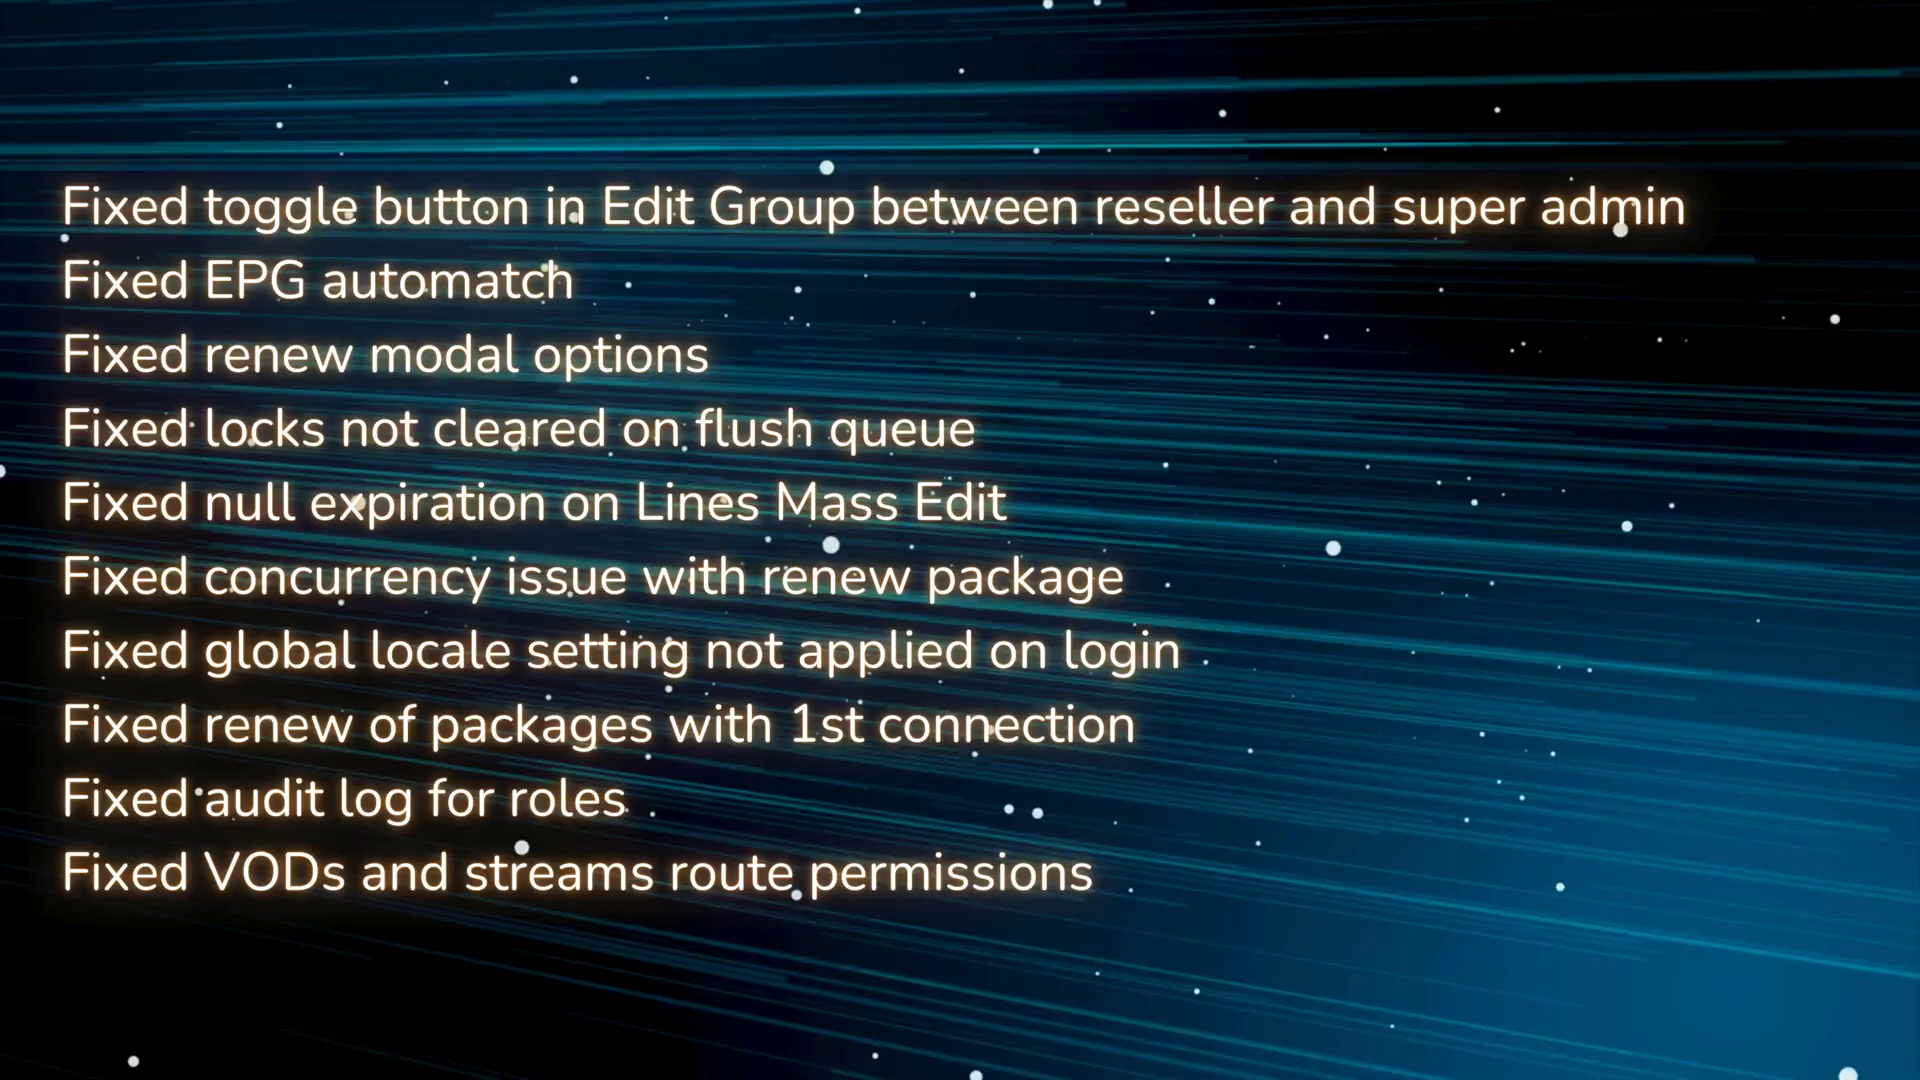 Fixed toggle button in Edit Group between reseller and super admin
Fixed EPG automatch
Fixed renew modal options
Fixed locks not cleared on flush queue
Fixed null expiration on Lines Mass Edit
Fixed concurrency issue with renew package
Fixed global locale setting not applied on login
Fixed renew of packages with 1st connection
Fixed audit log for roles
Fixed VODs and streams route permissions